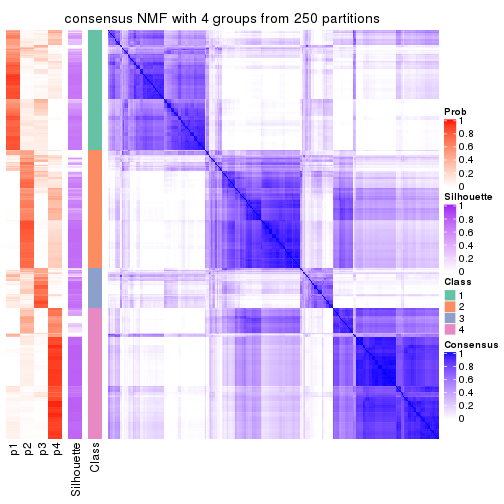 consensus NMF with 4 groups from 250 partitions
Prob
1
0.8
0.6
0.4
0.2
0
Silhouette
1
0.8
0.6
0.4
0.2
0
Class
1
2
3
4
Consensus
1
0.8
0.6
0.4
0.2
0
p1
p2
p3
p4
Silhouette
Class